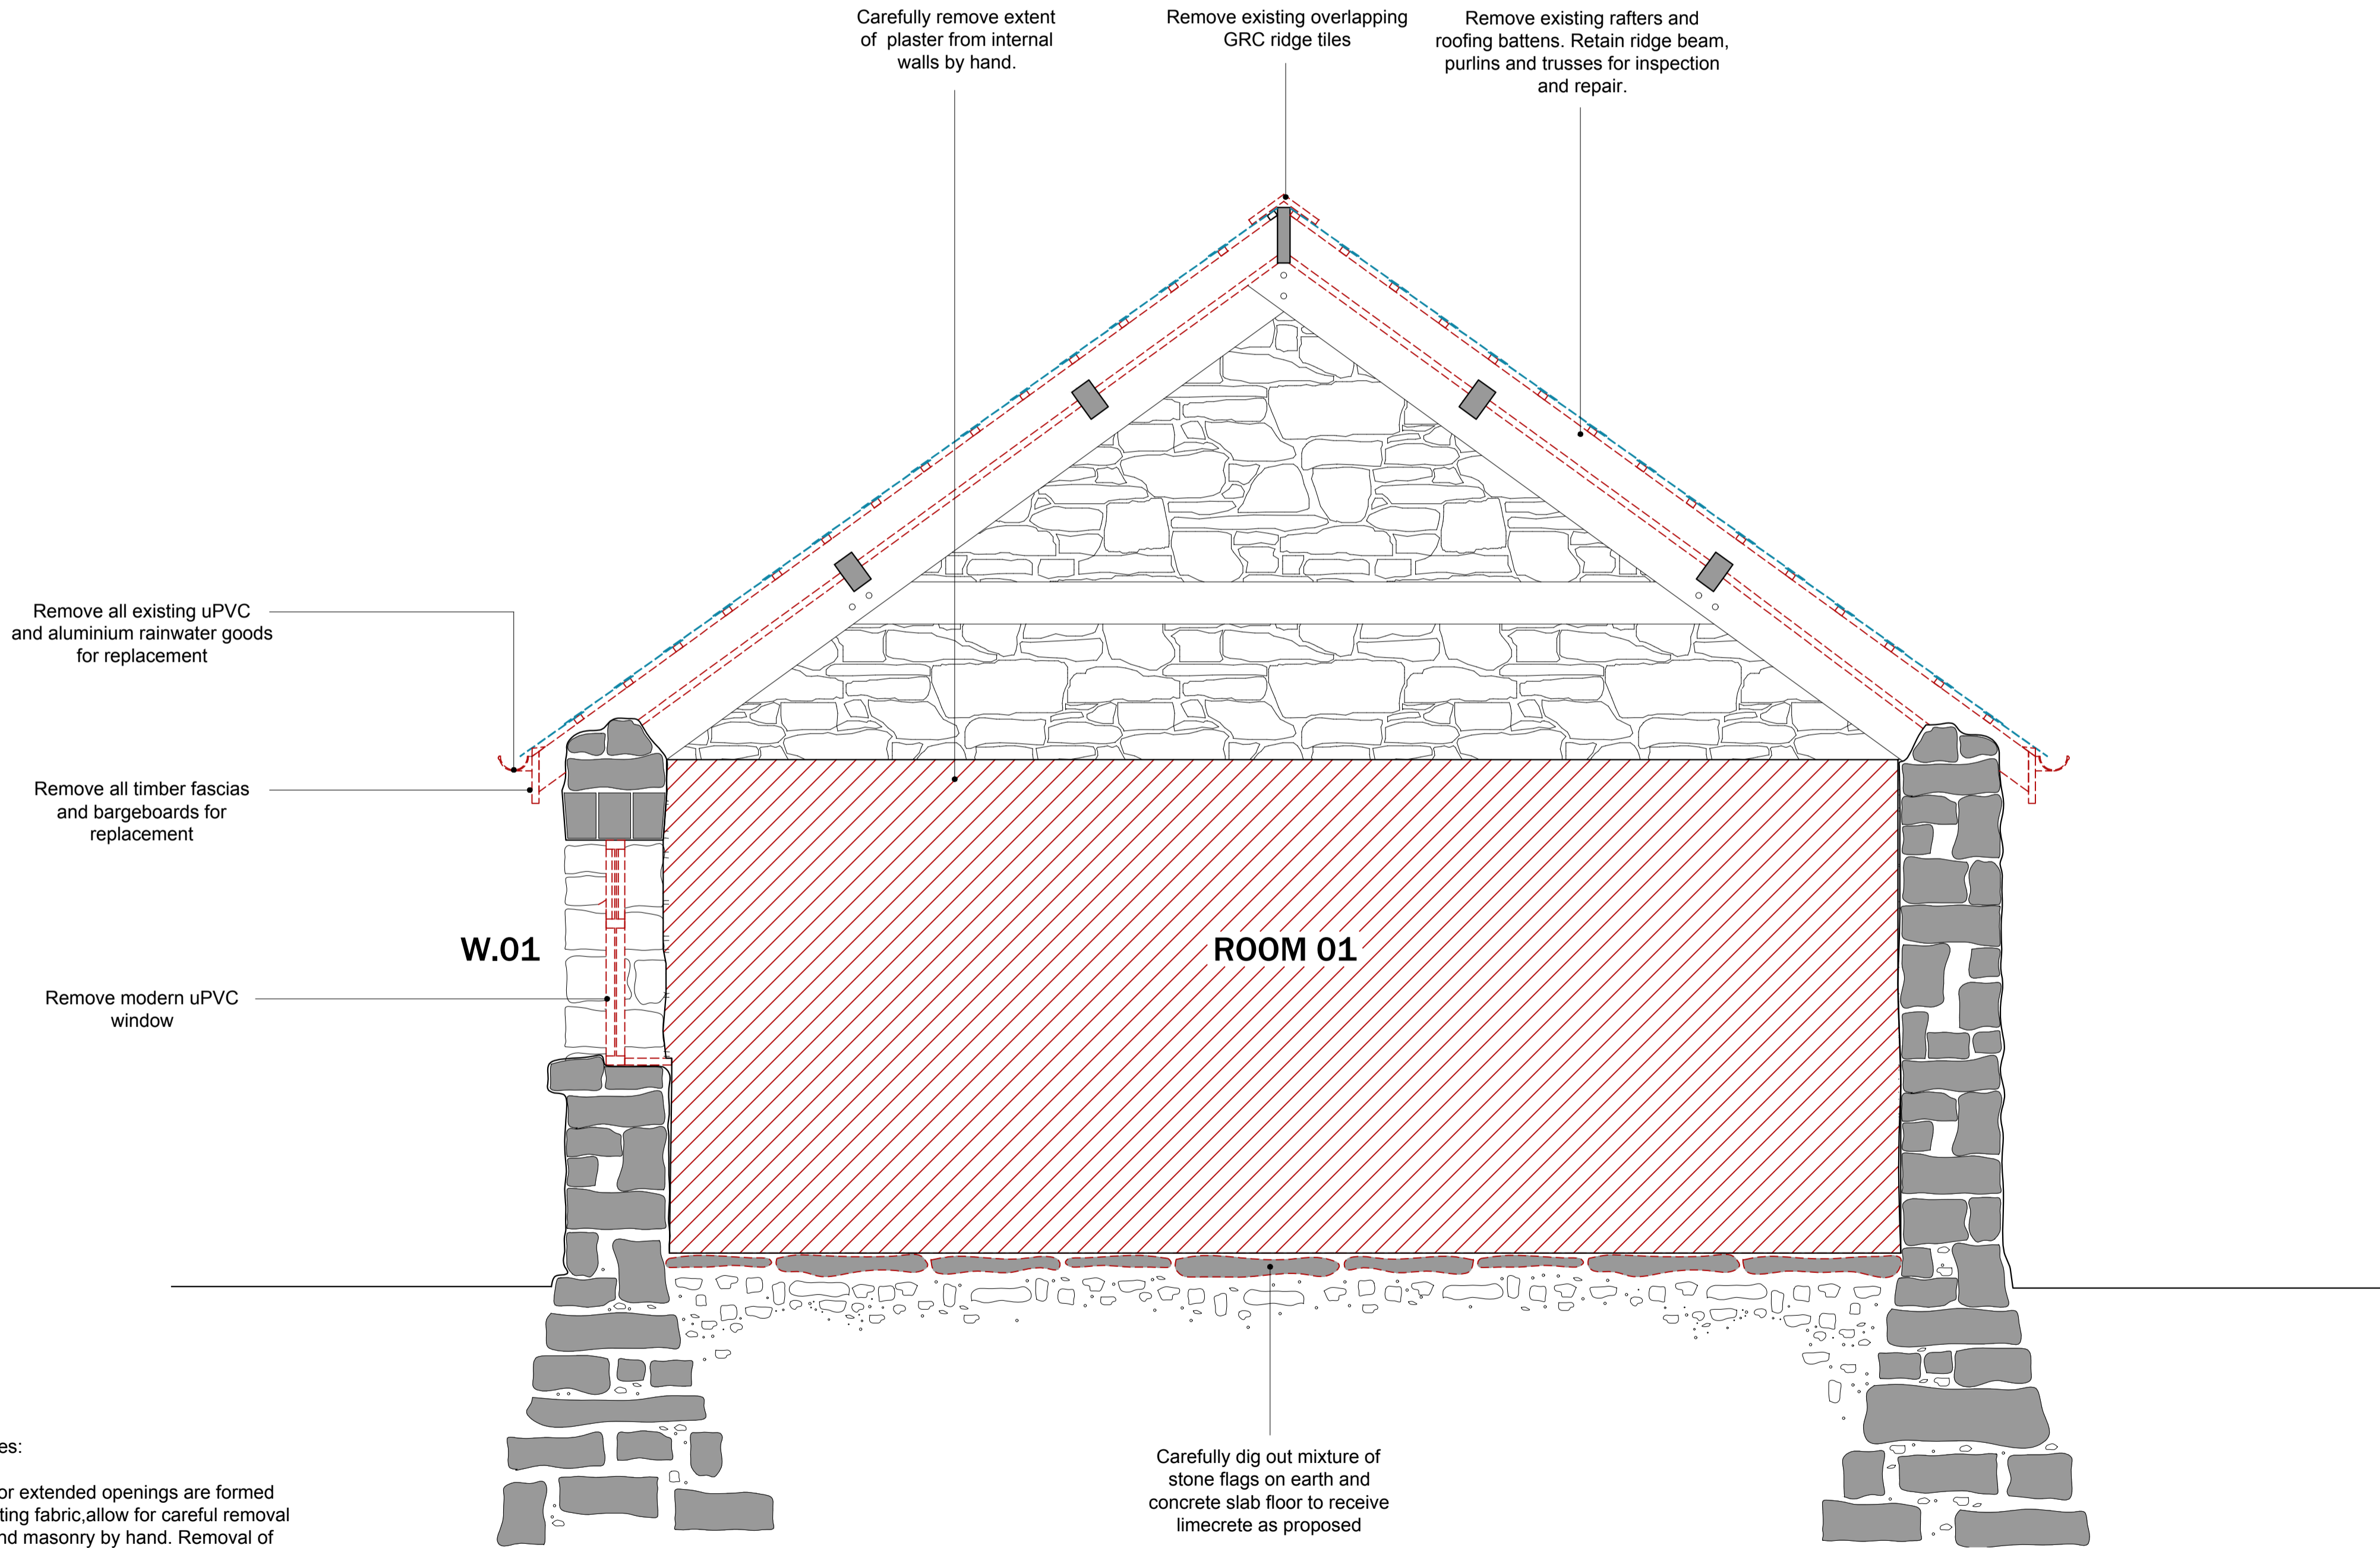 Carefully remove extent
of plaster from internal
walls by hand.
Remove existing overlapping
GRC ridge tiles
Remove existing rafters and
roofing battens. Retain ridge beam,
purlins and trusses for inspection
and repair.
Remove all existing uPVC
and aluminium rainwater goods
for replacement
Remove all timber fascias
and bargeboards for
replacement
W.01
ROOM 01
Remove modern uPVC
window
Carefully dig out mixture of
stone flags on earth and
concrete slab floor to receive
limecrete as proposed
es:
or extended openings are formed
ting fabric,allow for careful removal
nd masonry by hand. Removal of